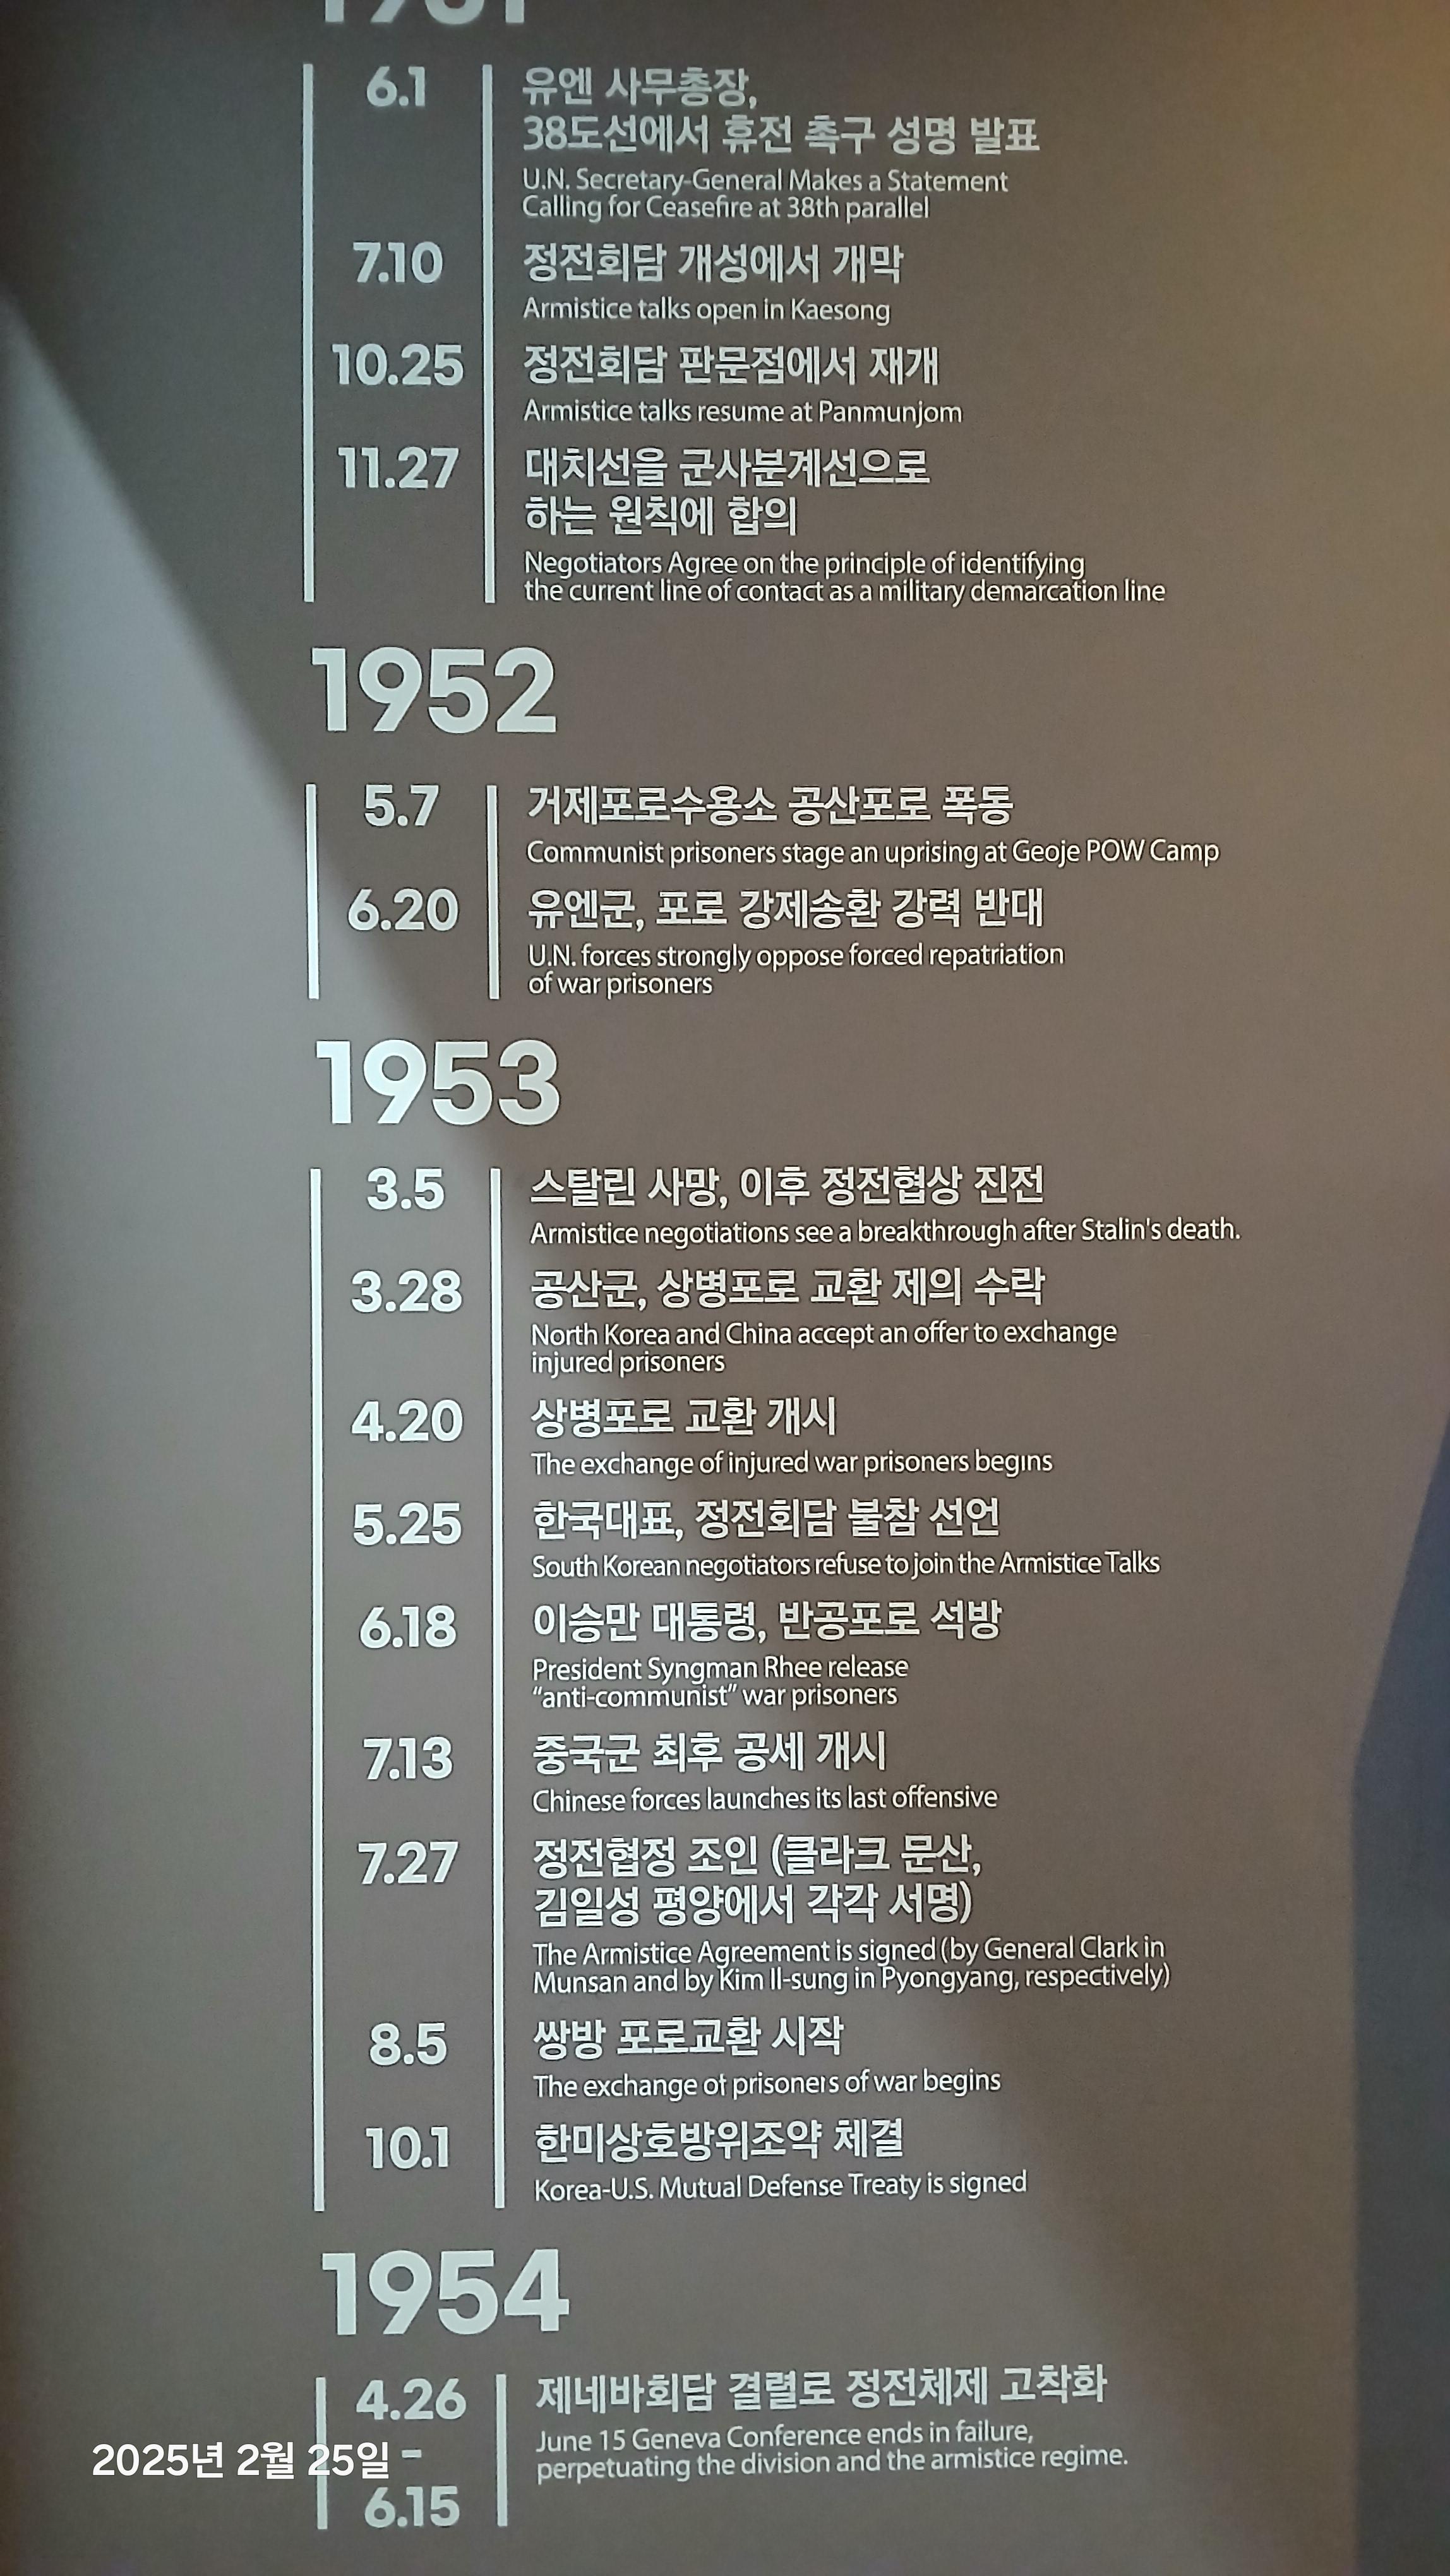 1951
6.1
유엔 사무총장,
38도선에서 휴전 촉구 성명 발표
U.N. Secretary-General Makes a Statement
Calling for Ceasefire at 38th parallel
7.10
정전회담 개성에서 개막
Armistice talks open in Kaesong
10.25
정전회담 판문점에서 재개
Armistice talks resume at Panmunjom
11.27
대치선을 군사분계선으로
하는 원칙에 합의
Negotiators Agree on the principle of identifying
the current line of contact as a military demarcation line
1952
5.7
거제포로수용소 공산포로 폭동
Communist prisoners stage an uprising at Geoje POW Camp
6.20
유엔군, 포로 강제송환 강력 반대
U.N. forces strongly oppose forced repatriation
of war prisoners
1953
3.5
스탈린 사망, 이후 정전협상 진전
Armistice negotiations see a breakthrough after Stalin's death.
3.28
공산군, 상병포로 교환 제의 수락
North Korea and China accept an offer to exchange
injured prisoners
4.20
상병포로 교환 개시
The exchange of injured war prisoners begins
5.25
한국대표, 정전회담 불참 선언
South Korean negotiators refuse to join the Armistice Talks
6.18
이승만 대통령, 반공포로 석방
President Syngman Rhee release
“anti-communist” war prisoners
7.13
중국군 최후 공세 개시
Chinese forces launches its last offensive
7.27
정전협정 조인 (클라크 문산,
김일성 평양에서 각각 서명)
The Armistice Agreement is signed (by General Clark in
Munsan and by Kim Il-sung in Pyongyang, respectively)
8.5
쌍방 포로교환 시작
The exchange of prisoners of war begins
10.1
한미상호방위조약 체결
Korea-U.S. Mutual Defense Treaty is signed
1954
4.26
-
6.15
제네바회담 결렬로 정전체제 고착화
June 15 Geneva Conference ends in failure,
perpetuating the division and the armistice regime.
2025년 2월 25일